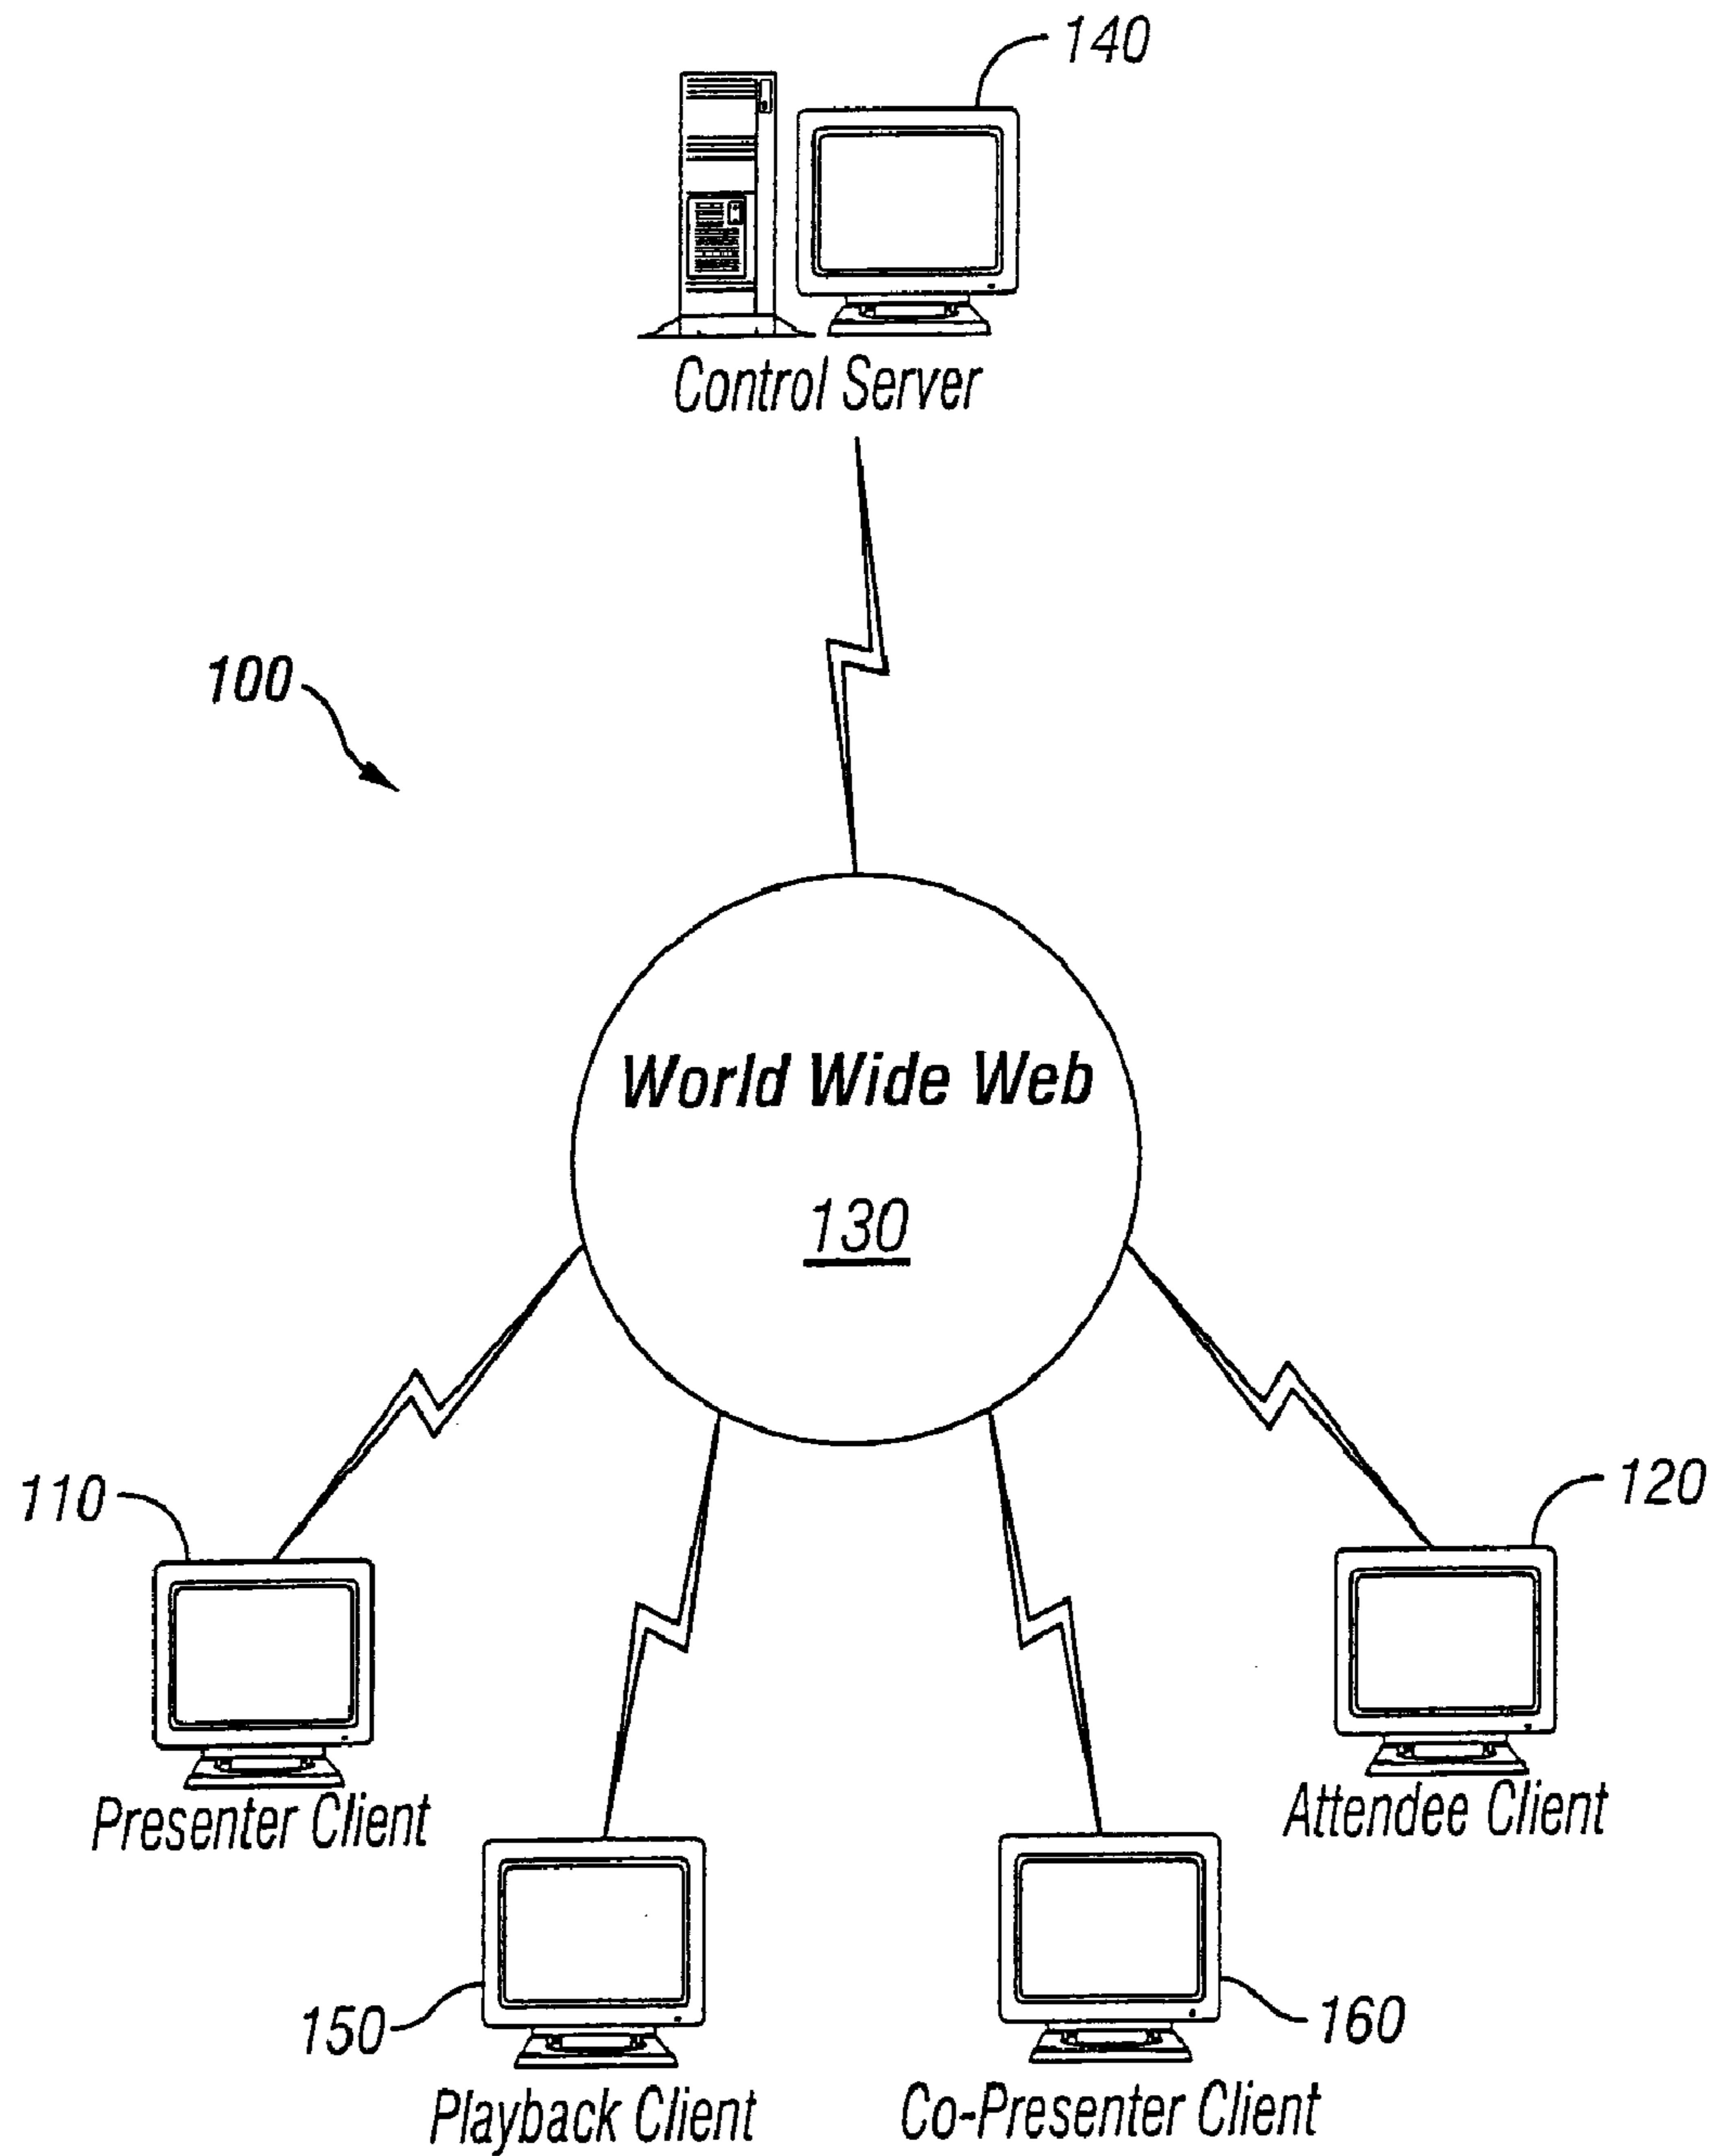 140
Control Server
100
World Wide Web
130
110
120
Presenter Client
Attendee Client
150
160
Playback Client
Co-Presenter Client